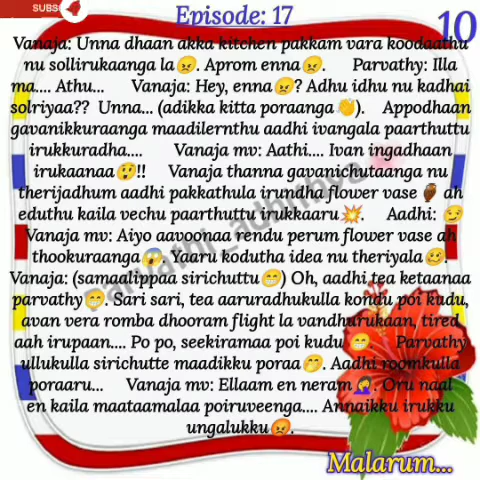 SUBS
Episode: 17
10
Vanaja: Unna dhaan akka kitchen pakkam vara koodaathu
nu sollirukaanga la😠. Aprom enna😠. Parvathy: Illa
ma.... Athu... Vanaja: Hey, enna😠? Adhu idhu nu kadhai
solriyaa?? Unna... (adikka kitta poraanga👋). Appodhaan
gavanikkuraanga maadilernthu aadhi ivangala paarthuttu
irukkuradha.... Vanaja mv: Aathi.... Ivan ingadhaan
irukaanaa😲!! Vanaja thanna gavanichutaanga nu
therijadhum aadhi pakkathula irundha flower vase🏺 ah
eduthu kaila vechu paarthuttu irukkaaru💥. Aadhi: 😏
Vanaja mv: Aiyo aavoonaa rendu perum flower vase ah
thookuraanga😱. Yaaru kodutha idea nu theriyala🥴.
Vanaja: (samaalippaa sirichuttu😁) Oh, aadhi tea ketaanaa
parvathy😁. Sari sari, tea aaruradhukulla kondu poi kudu,
avan vera romba dhooram flight la vandhurukaan, tired
aah irupaan.... Po po, seekiramaa poi kudu😁. Parvathy
ullukulla sirichutte maadikku poraa🤭. Aadhi roomkulla
poraaru... Vanaja mv: Ellaam en neram🤦. Oru naal
en kaila maataamalaa poiruveenga.... Annaikku irukku
ungalukku😡.
Malarum...